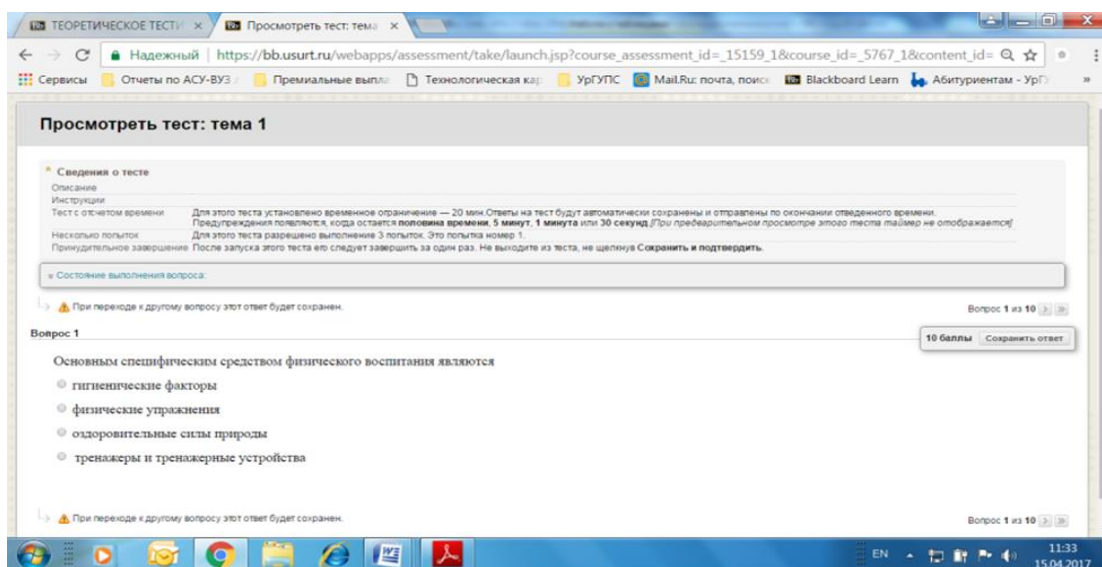 ТЕОРЕТИЧЕСКОЕ ТЕСТИ
Просмотреть тест: тема
Надежный | https://bb.usurt.ru/webapps/assessment/take/launch.jsp?course_assessment_id=_15159_1&course_id=_5767_1&content_id=
Сервисы Отчеты по АСУ-ВУЗ Премиальные выпла Технологическая кар УрГУПС Mail.Ru: почта, поиск Blackboard Learn Абитуриентам - УрГУ »
Просмотреть тест: тема 1
Сведения о тесте
Описание
Инструкции
Тест с отсчетом времени Для этого теста установлено временное ограничение — 20 мин.Ответы на тест будут автоматически сохранены и отправлены по окончании отведенного времени.
Предупреждения появляются, когда остается половина времени, 5 минут, 1 минута или 30 секунд.[При предварительном просмотре этого теста таймер не отображается]
Несколько попыток Для этого теста разрешено выполнение 3 попыток. Это попытка номер 1.
Принудительное завершение После запуска этого теста его следует завершить за один раз. Не выходите из теста, не щелкнув Сохранить и подтвердить.
Состояние выполнения вопроса:
При переходе к другому вопросу этот ответ будет сохранен. Вопрос 1 из 10
Вопрос 1 10 баллы Сохранить ответ
Основным специфическим средством физического воспитания являются
гигиенические факторы
физические упражнения
оздоровительные силы природы
тренажеры и тренажерные устройства
При переходе к другому вопросу этот ответ будет сохранен. Вопрос 1 из 10
EN 11:33
15.04.2017